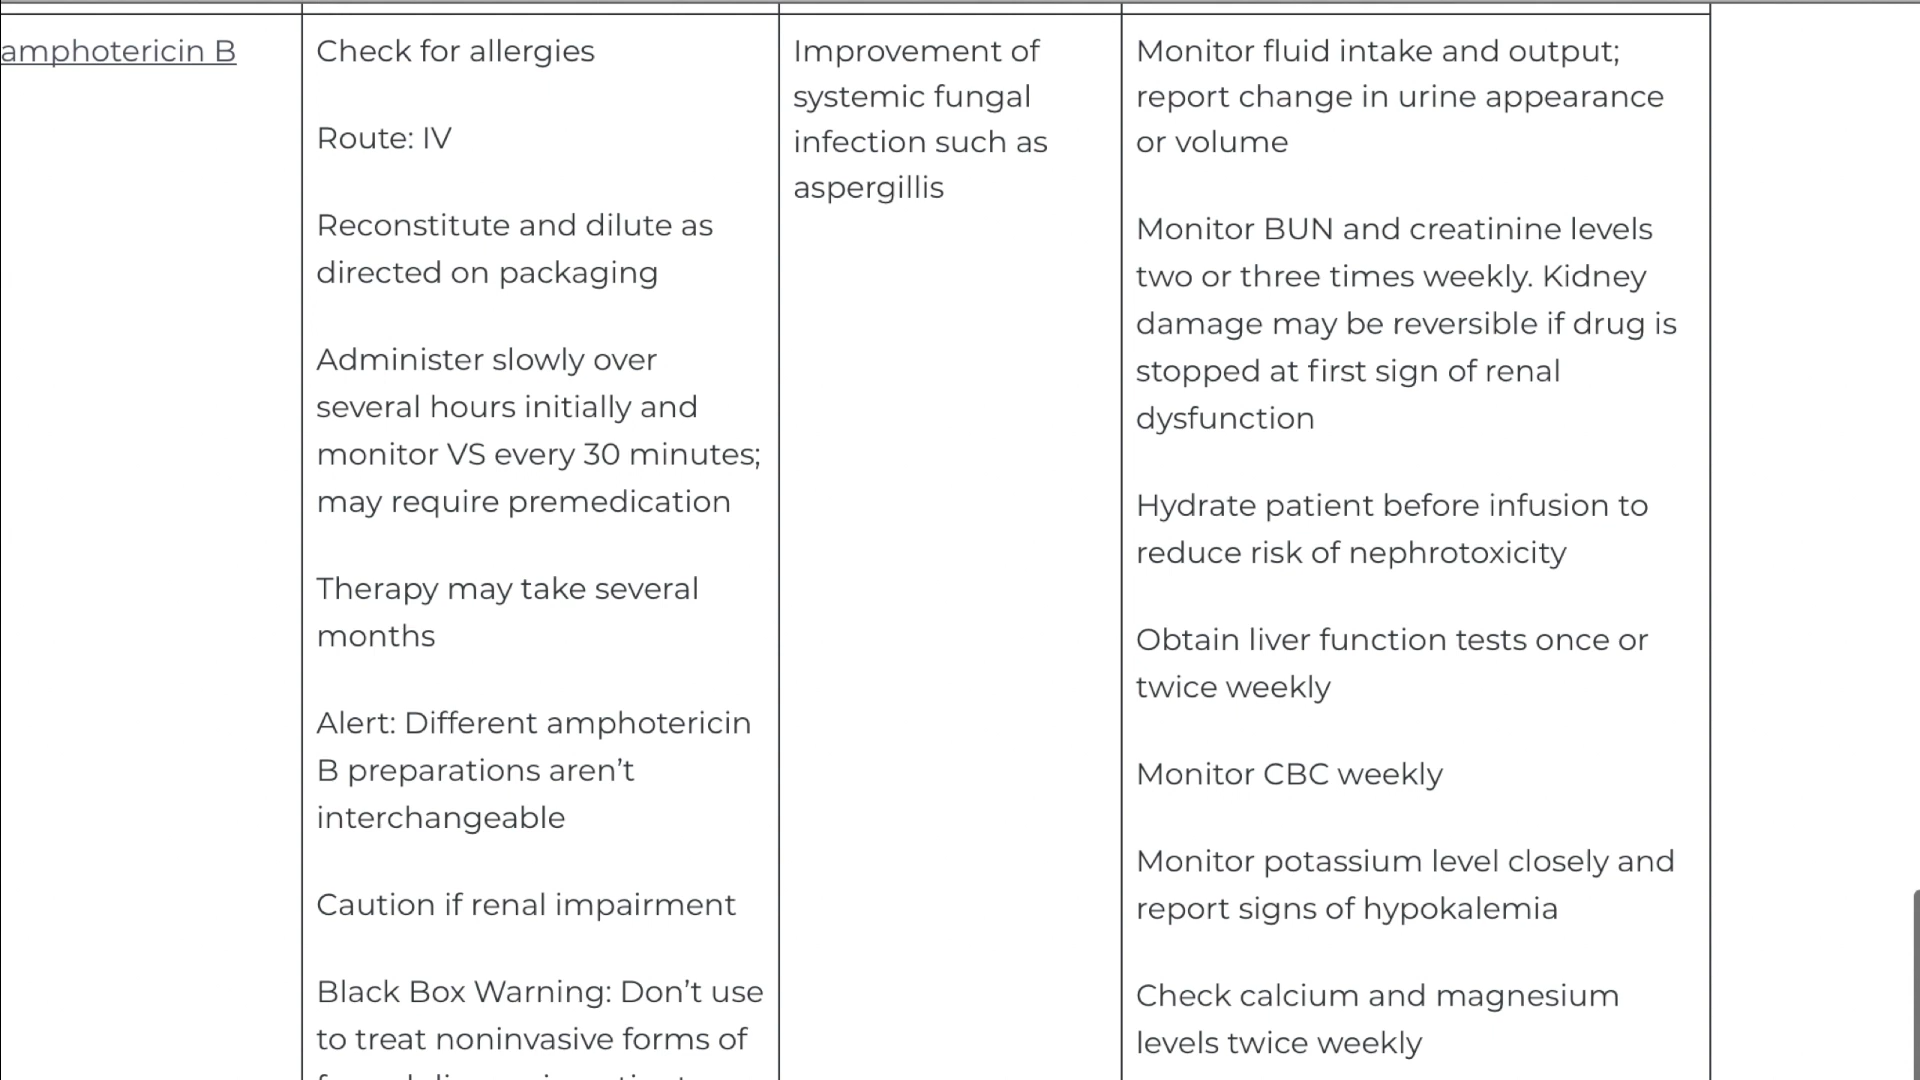 amphotericin B
Check for allergies
Route: IV
Reconstitute and dilute as
directed on packaging
Administer slowly over
several hours initially and
monitor VS every 30 minutes;
may require premedication
Therapy may take several
months
Alert: Different amphotericin
B preparations aren’t
interchangeable
Caution if renal impairment
Black Box Warning: Don’t use
to treat noninvasive forms of
Improvement of
systemic fungal
infection such as
aspergillis
Monitor fluid intake and output;
report change in urine appearance
or volume
Monitor BUN and creatinine levels
two or three times weekly. Kidney
damage may be reversible if drug is
stopped at first sign of renal
dysfunction
Hydrate patient before infusion to
reduce risk of nephrotoxicity
Obtain liver function tests once or
twice weekly
Monitor CBC weekly
Monitor potassium level closely and
report signs of hypokalemia
Check calcium and magnesium
levels twice weekly